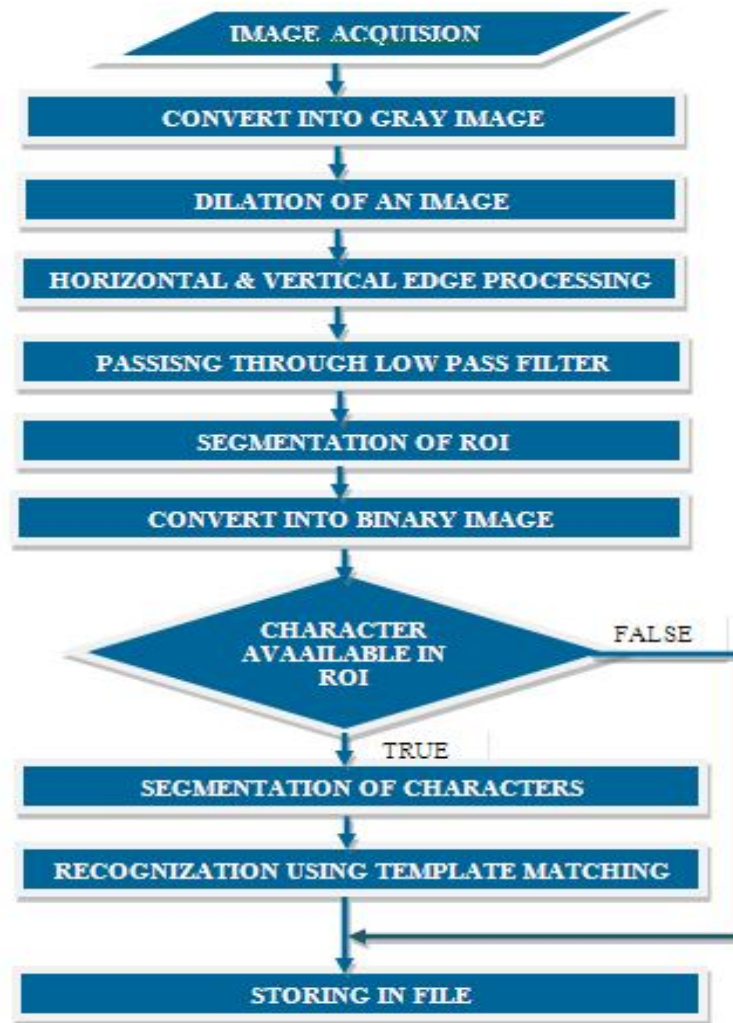 IMAGE ACQUISION
CONVERT INTO GRAY IMAGE
DILATION OF AN IMAGE
HORIZONTAL & VERTICAL EDGE PROCESSING
PASSISNG THROUGH LOW PASS FILTER
SEGMENTATION OF ROI
CONVERT INTO BINARY IMAGE
CHARACTER
AVAAILABLE IN
ROI
FALSE
TRUE
SEGMENTATION OF CHARACTERS
RECOGNIZATION USING TEMPLATE MATCHING
STORING IN FILE